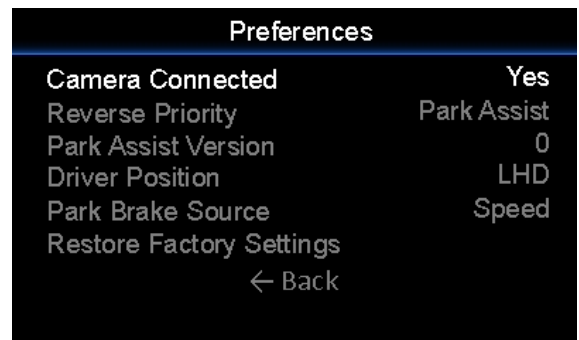 Preferences
Camera Connected Yes
Reverse Priority Park Assist
Park Assist Version 0
Driver Position LHD
Park Brake Source Speed
Restore Factory Settings
← Back